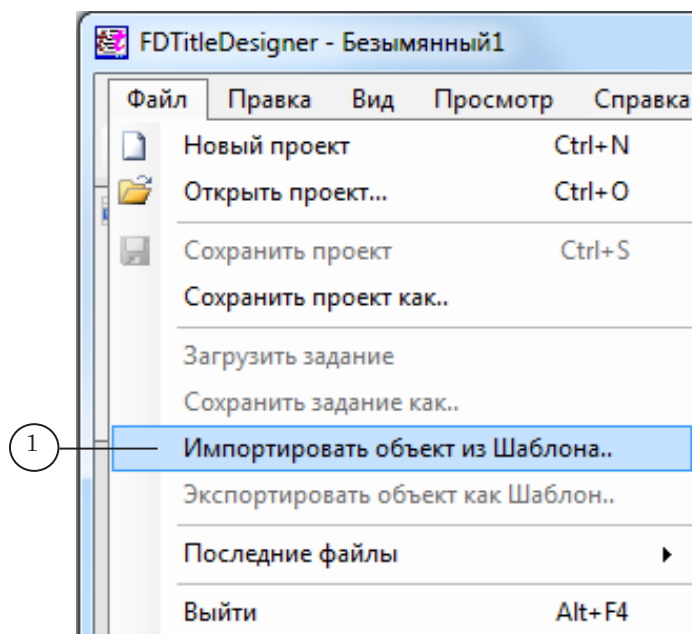 FDTitleDesigner - Безымянный1
Файл Правка Вид Просмотр Справка
Новый проект Ctrl+N
Открыть проект... Ctrl+O
Сохранить проект Ctrl+S
Сохранить проект как..
Загрузить задание
Сохранить задание как..
1 Импортировать объект из Шаблона..
Экспортировать объект как Шаблон..
Последние файлы
Выйти Alt+F4